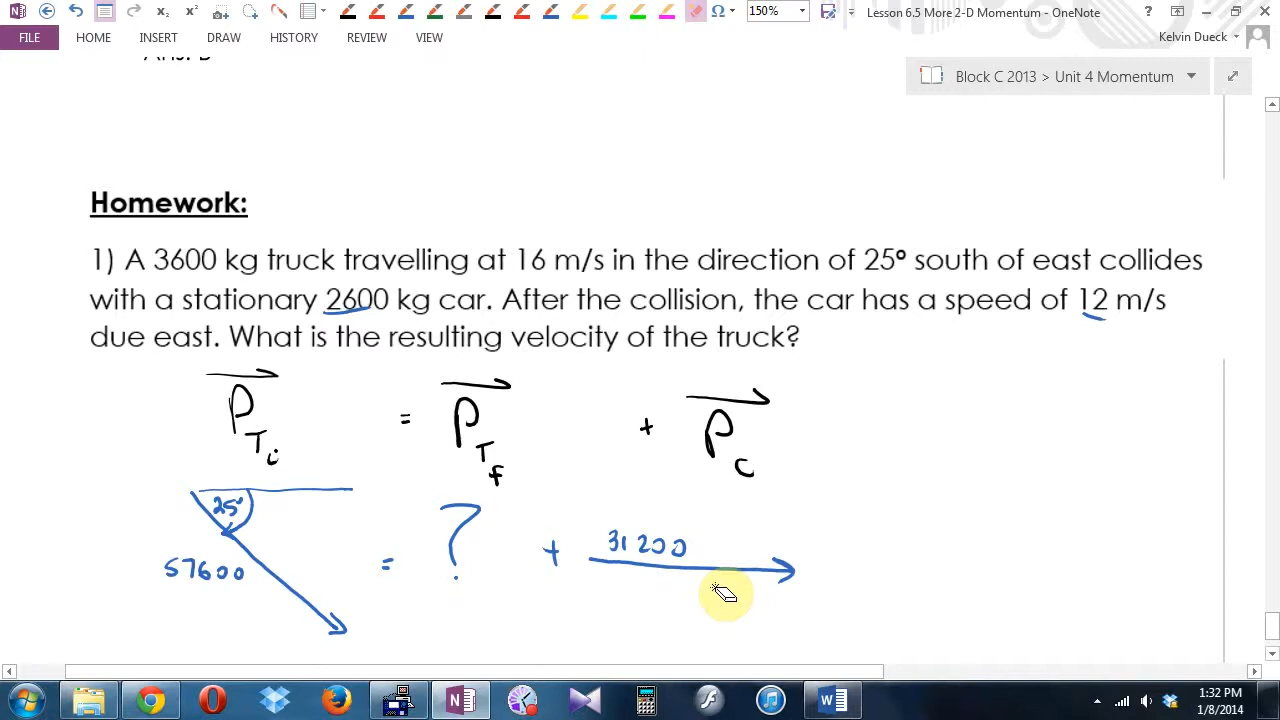 150%
Lesson 6.5 More 2-D Momentum - OneNote
FILE HOME INSERT DRAW HISTORY REVIEW VIEW
Kelvin Dueck
Block C 2013 > Unit 4 Momentum
Homework:
1) A 3600 kg truck travelling at 16 m/s in the direction of 25° south of east collides
with a stationary 2600 kg car. After the collision, the car has a speed of 12 m/s
due east. What is the resulting velocity of the truck?
P Ti = P Tf + P C
25°
57600 = ? + 31200
1:32 PM
1/8/2014